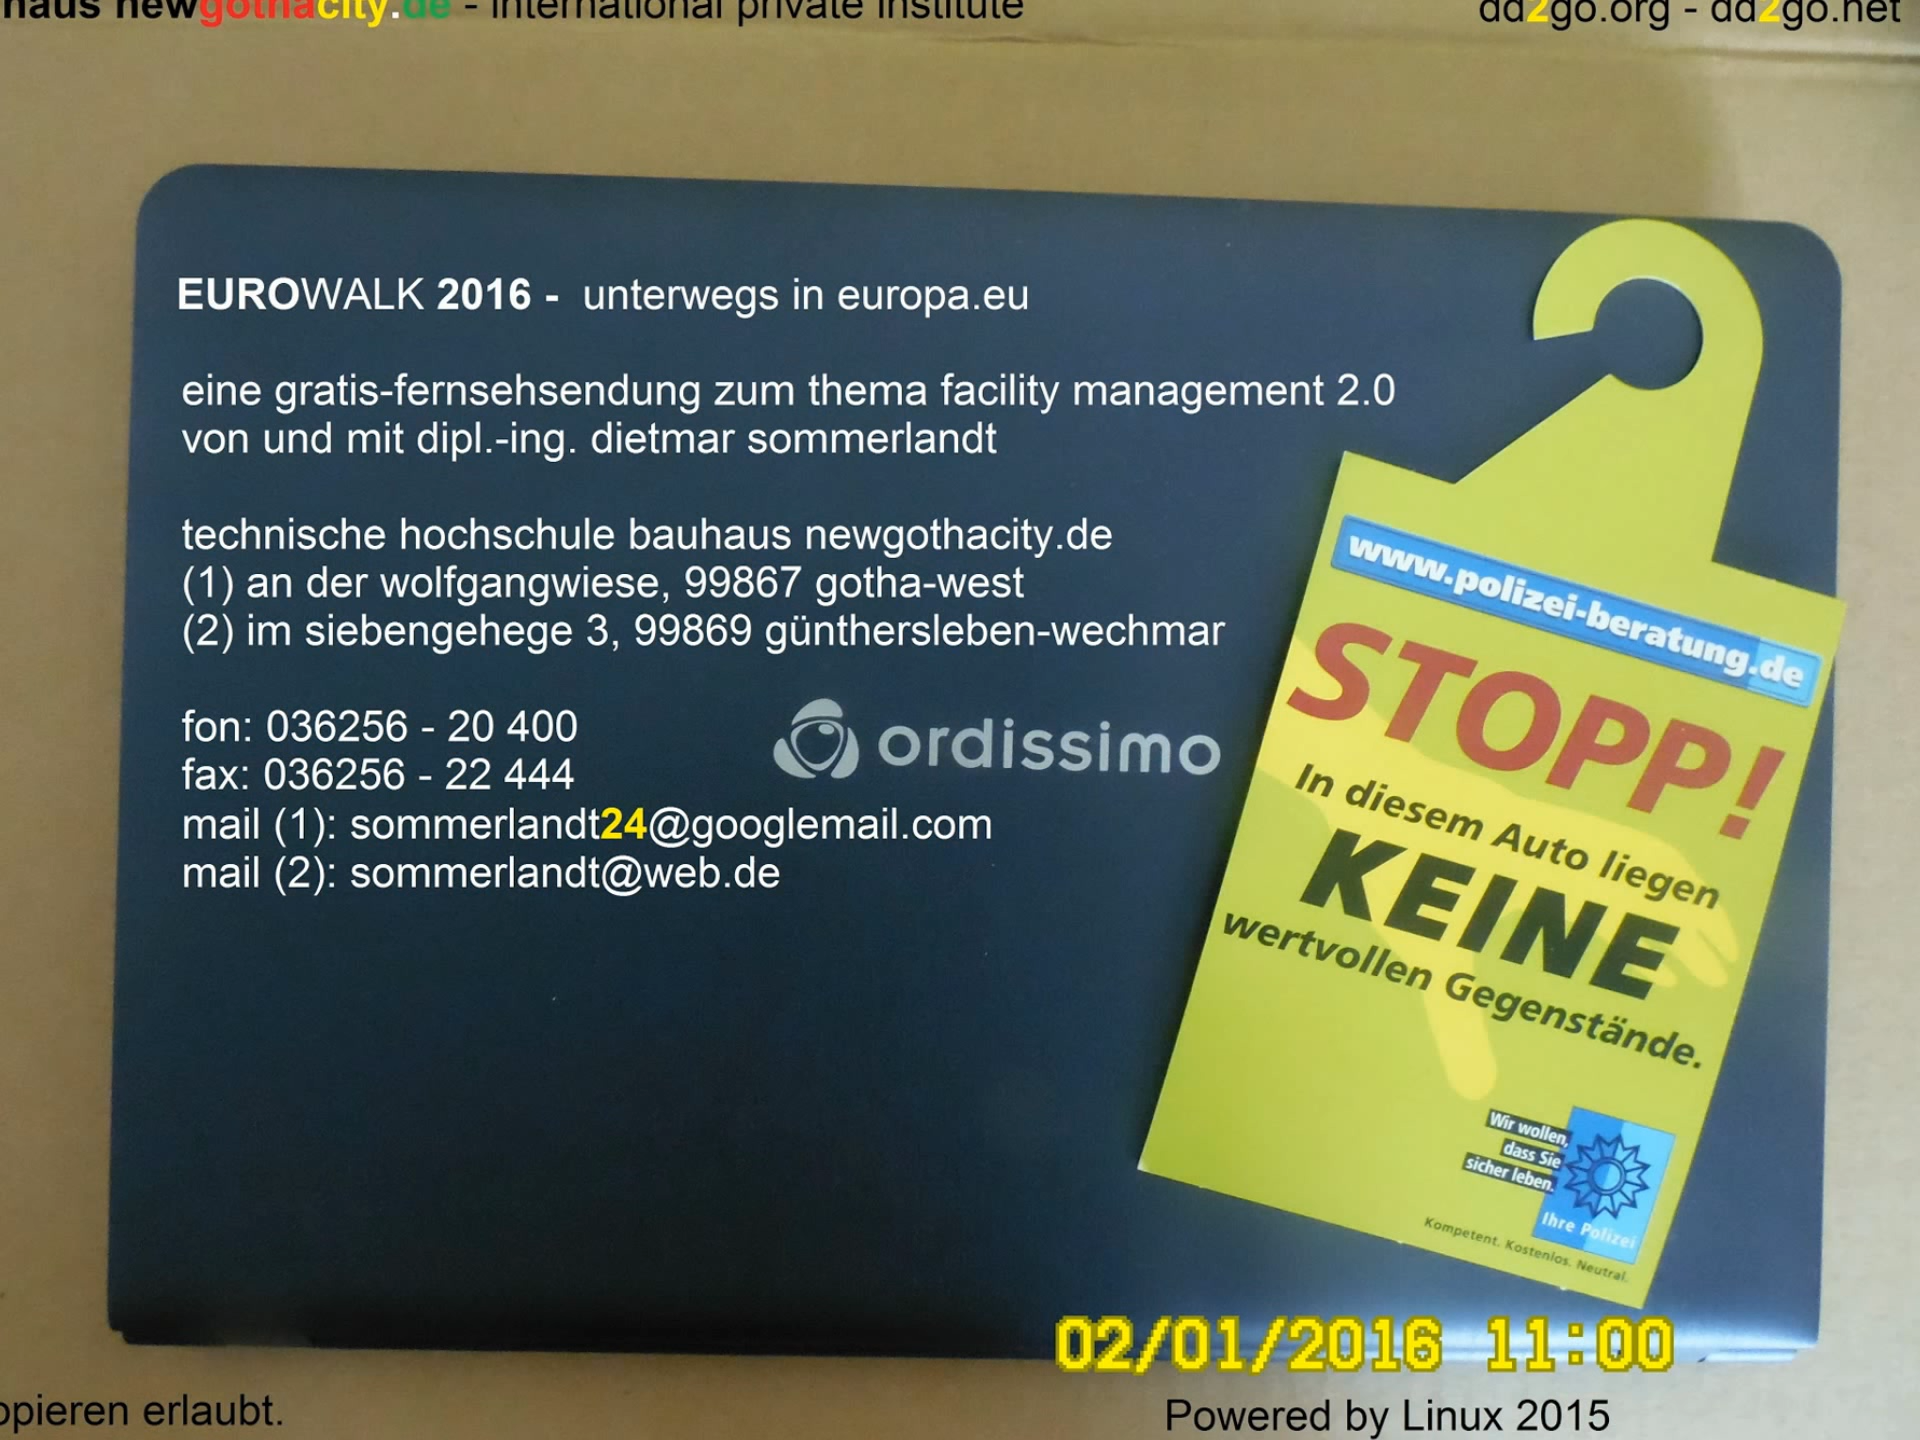 haus newgothacity.de - international private institute
dd2go.org - dd2go.net
EUROWALK 2016 - unterwegs in europa.eu
eine gratis-fernsehsendung zum thema facility management 2.0
von und mit dipl.-ing. dietmar sommerlandt
technische hochschule bauhaus newgothacity.de
(1) an der wolfgangwiese, 99867 gotha-west
(2) im siebengehege 3, 99869 günthersleben-wechmar
fon: 036256 - 20 400
fax: 036256 - 22 444
mail (1): sommerlandt24@googlemail.com
mail (2): sommerlandt@web.de
ordissimo
www.polizei-beratung.de
STOPP!
In diesem Auto liegen
KEINE
wertvollen Gegenstände.
Wir wollen,
dass Sie
sicher leben.
Ihre Polizei
Kompetent. Kostenlos. Neutral.
02/01/2016 11:00
opieren erlaubt.
Powered by Linux 2015